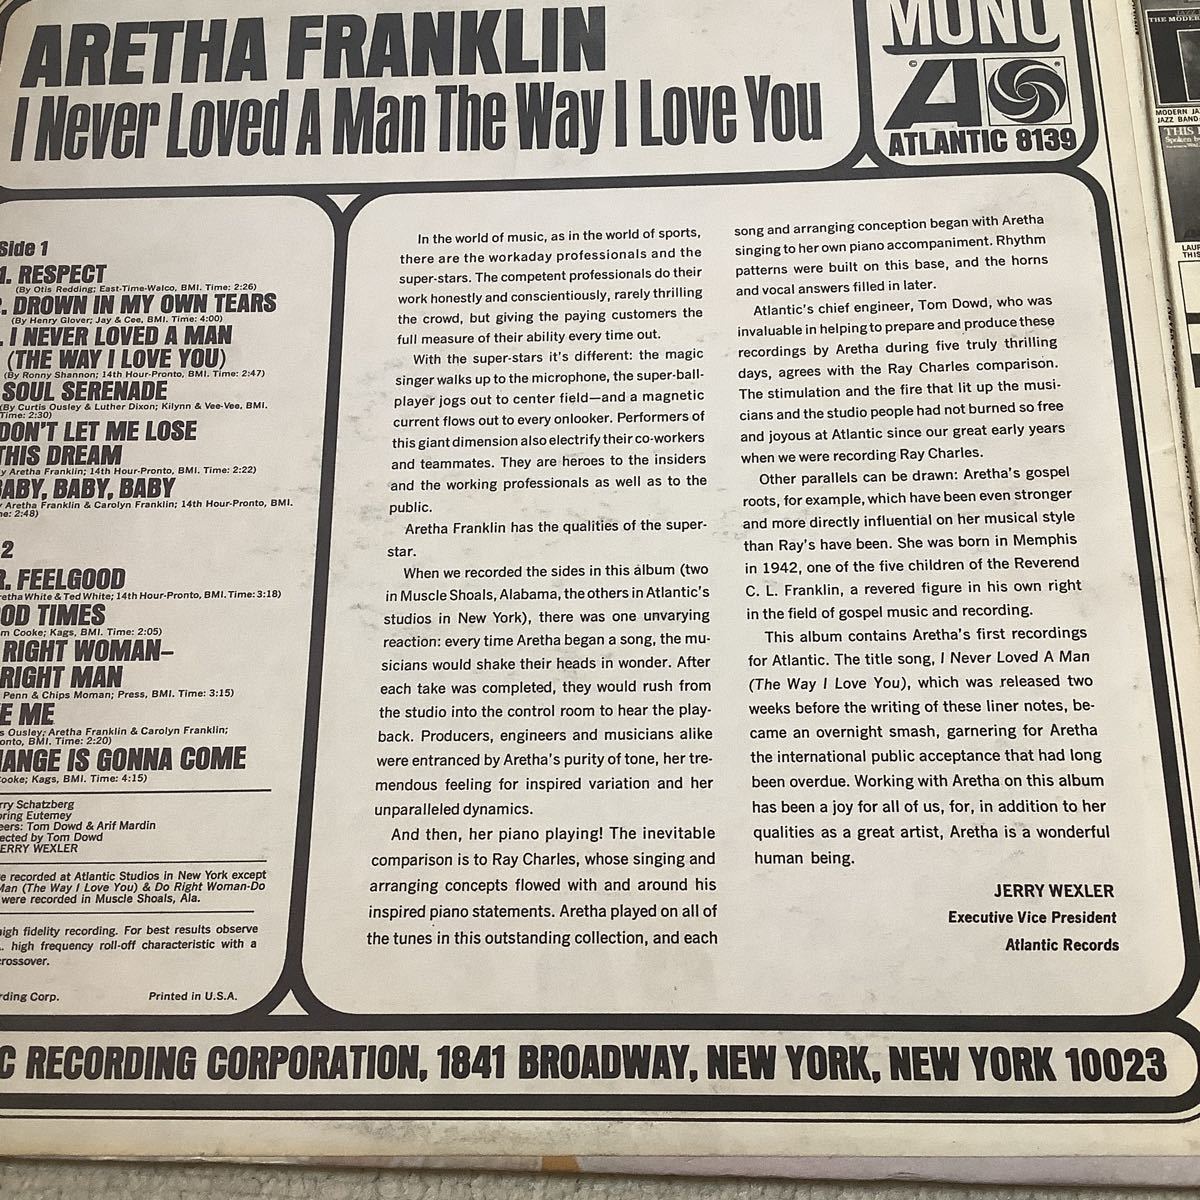 ARETHA FRANKLIN
I Never Loved A Man The Way I Love You
MONO
©
®
ATLANTIC 8139
Side 1
1. RESPECT
(By Otis Redding; East-Time-Walco, BMI. Time: 2:26)
. DROWN IN MY OWN TEARS
(By Henry Glover; Jay & Cee, BMI. Time: 4:00)
. I NEVER LOVED A MAN
(THE WAY I LOVE YOU)
(By Ronny Shannon; 14th Hour-Pronto, BMI. Time: 2:47)
SOUL SERENADE
(By Curtis Ousley & Luther Dixon; Kilynn & Vee-Vee, BMI.
Time: 2:30)
DON'T LET ME LOSE
THIS DREAM
y Aretha Franklin; 14th Hour-Pronto, BMI. Time: 2:22)
BABY, BABY, BABY
y Aretha Franklin & Carolyn Franklin; 14th Hour-Pronto, BMI.
me: 2:48)
2
R. FEELGOOD
retha White & Ted White; 14th Hour-Pronto, BMI. Time: 3:18)
OD TIMES
m Cooke; Kags, BMI. Time: 2:05)
RIGHT WOMAN–
RIGHT MAN
Penn & Chips Moman; Press, BMI. Time: 3:15)
E ME
s Ousley; Aretha Franklin & Carolyn Franklin;
onto, BMI. Time: 2:20)
HANGE IS GONNA COME
ooke; Kags, BMI. Time: 4:15)
rry Schatzberg
oring Eutemey
eers: Tom Dowd & Arif Mardin
ected by Tom Dowd
JERRY WEXLER
e recorded at Atlantic Studios in New York except
Man (The Way I Love You) & Do Right Woman-Do
were recorded in Muscle Shoals, Ala.
high fidelity recording. For best results observe
. high frequency roll-off characteristic with a
crossover.
rding Corp. Printed in U.S.A.
In the world of music, as in the world of sports,
there are the workaday professionals and the
super-stars. The competent professionals do their
work honestly and conscientiously, rarely thrilling
the crowd, but giving the paying customers the
full measure of their ability every time out.
With the super-stars it's different: the magic
singer walks up to the microphone, the super-ball-
player jogs out to center field—and a magnetic
current flows out to every onlooker. Performers of
this giant dimension also electrify their co-workers
and teammates. They are heroes to the insiders
and the working professionals as well as to the
public.
Aretha Franklin has the qualities of the super-
star.
When we recorded the sides in this album (two
in Muscle Shoals, Alabama, the others in Atlantic's
studios in New York), there was one unvarying
reaction: every time Aretha began a song, the mu-
sicians would shake their heads in wonder. After
each take was completed, they would rush from
the studio into the control room to hear the play-
back. Producers, engineers and musicians alike
were entranced by Aretha's purity of tone, her tre-
mendous feeling for inspired variation and her
unparalleled dynamics.
And then, her piano playing! The inevitable
comparison is to Ray Charles, whose singing and
arranging concepts flowed with and around his
inspired piano statements. Aretha played on all of
the tunes in this outstanding collection, and each
song and arranging conception began with Aretha
singing to her own piano accompaniment. Rhythm
patterns were built on this base, and the horns
and vocal answers filled in later.
Atlantic's chief engineer, Tom Dowd, who was
invaluable in helping to prepare and produce these
recordings by Aretha during five truly thrilling
days, agrees with the Ray Charles comparison.
The stimulation and the fire that lit up the musi-
cians and the studio people had not burned so free
and joyous at Atlantic since our great early years
when we were recording Ray Charles.
Other parallels can be drawn: Aretha's gospel
roots, for example, which have been even stronger
and more directly influential on her musical style
than Ray's have been. She was born in Memphis
in 1942, one of the five children of the Reverend
C. L. Franklin, a revered figure in his own right
in the field of gospel music and recording.
This album contains Aretha's first recordings
for Atlantic. The title song, I Never Loved A Man
(The Way I Love You), which was released two
weeks before the writing of these liner notes, be-
came an overnight smash, garnering for Aretha
the international public acceptance that had long
been overdue. Working with Aretha on this album
has been a joy for all of us, for, in addition to her
qualities as a great artist, Aretha is a wonderful
human being.
JERRY WEXLER
Executive Vice President
Atlantic Records
C RECORDING CORPORATION, 1841 BROADWAY, NEW YORK, NEW YORK 10023
THE MODER
MODERN JA
JAZZ BAND
THIS
LAUR
THIS